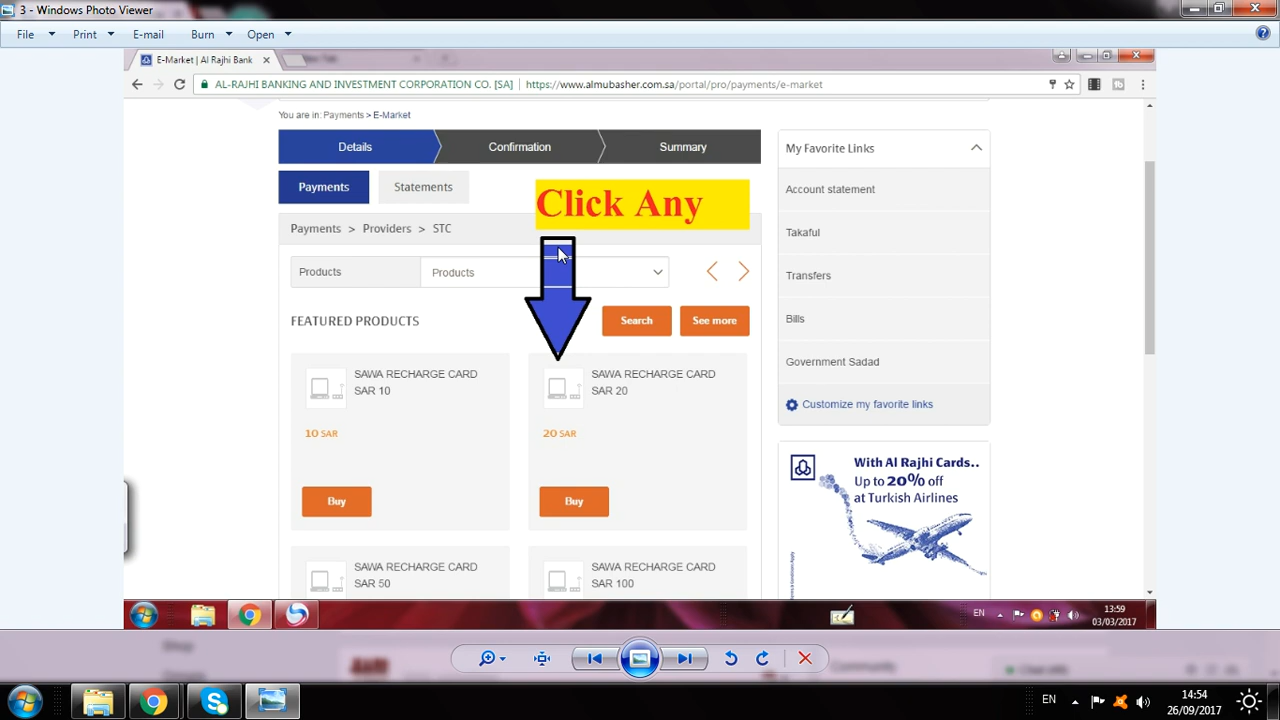 3 - Windows Photo Viewer
File Print E-mail Burn Open
E-Market | Al Rajhi Bank
AL-RAJHI BANKING AND INVESTMENT CORPORATION CO. [SA] https://www.almubasher.com.sa/portal/pro/payments/e-market
You are in: Payments > E-Market
Details Confirmation Summary
My Favorite Links
Payments Statements
Click Any
Account statement
Payments > Providers > STC
Takaful
Products Products
Transfers
FEATURED PRODUCTS Search See more
Bills
Government Sadad
SAWA RECHARGE CARD
SAR 10
10 SAR
Buy
SAWA RECHARGE CARD
SAR 20
20 SAR
Buy
Customize my favorite links
With Al Rajhi Cards..
Up to 20% off
at Turkish Airlines
SAWA RECHARGE CARD
SAR 50
SAWA RECHARGE CARD
SAR 100
EN 13:59
03/03/2017
EN 14:54
26/09/2017